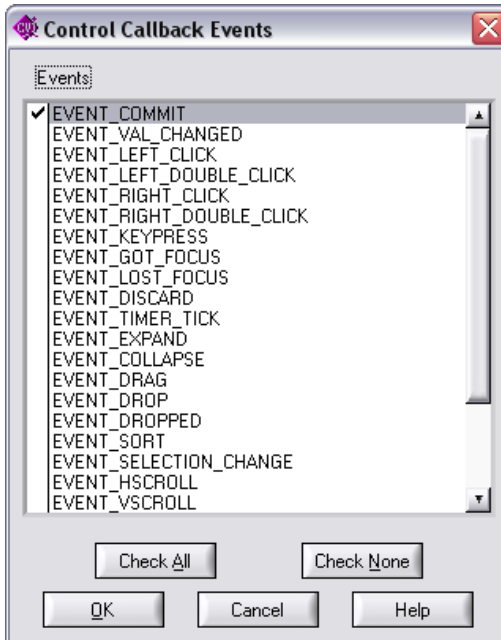 CVI Control Callback Events
Events
EVENT_COMMIT
EVENT_VAL_CHANGED
EVENT_LEFT_CLICK
EVENT_LEFT_DOUBLE_CLICK
EVENT_RIGHT_CLICK
EVENT_RIGHT_DOUBLE_CLICK
EVENT_KEYPRESS
EVENT_GOT_FOCUS
EVENT_LOST_FOCUS
EVENT_DISCARD
EVENT_TIMER_TICK
EVENT_EXPAND
EVENT_COLLAPSE
EVENT_DRAG
EVENT_DROP
EVENT_DROPPED
EVENT_SORT
EVENT_SELECTION_CHANGE
EVENT_HSCROLL
EVENT_VSCROLL
Check All Check None
OK Cancel Help